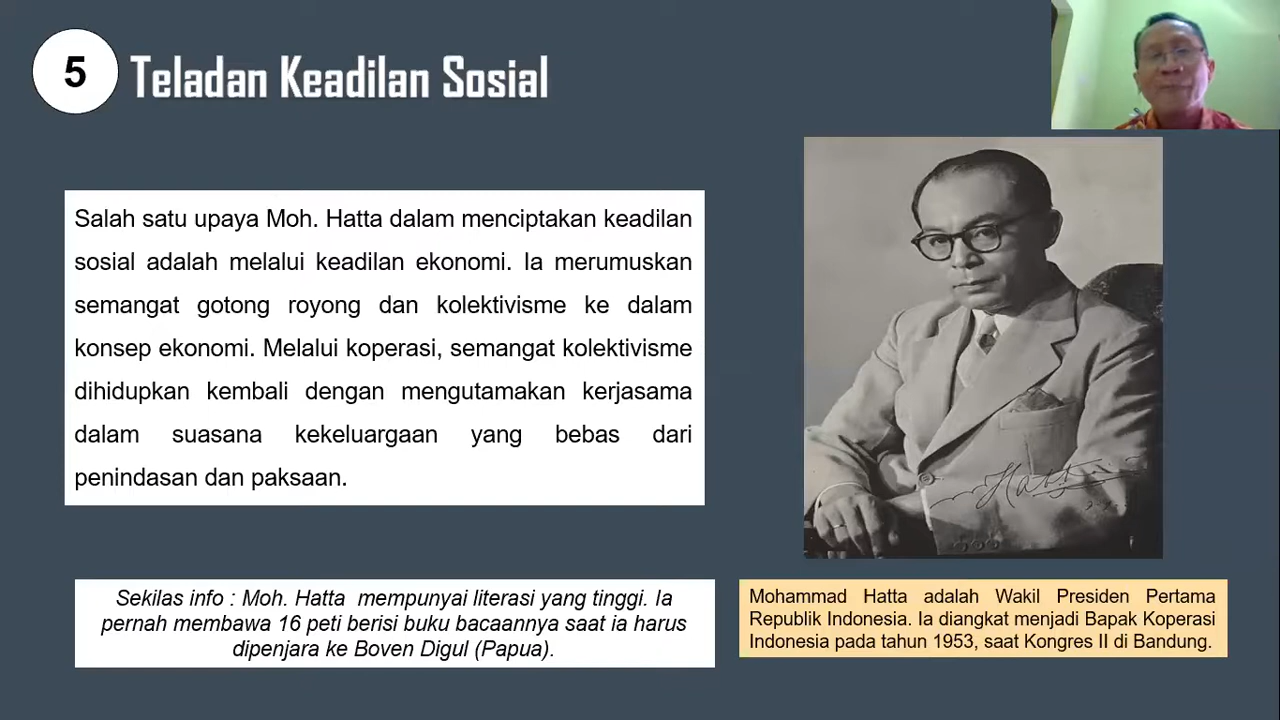 5
Teladan Keadilan Sosial
Salah satu upaya Moh. Hatta dalam menciptakan keadilan
sosial adalah melalui keadilan ekonomi. Ia merumuskan
semangat gotong royong dan kolektivisme ke dalam
konsep ekonomi. Melalui koperasi, semangat kolektivisme
dihidupkan kembali dengan mengutamakan kerjasama
dalam suasana kekeluargaan yang bebas dari
penindasan dan paksaan.
Hatta
Sekilas info : Moh. Hatta mempunyai literasi yang tinggi. Ia
pernah membawa 16 peti berisi buku bacaannya saat ia harus
dipenjara ke Boven Digul (Papua).
Mohammad Hatta adalah Wakil Presiden Pertama
Republik Indonesia. Ia diangkat menjadi Bapak Koperasi
Indonesia pada tahun 1953, saat Kongres II di Bandung.